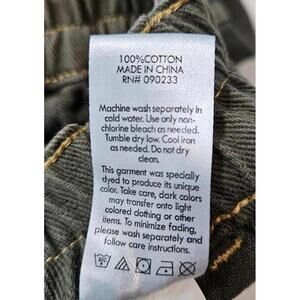 100%COTTON
MADE IN CHINA
RN# 090233
Machine wash separately in
cold water. Use only non-
chlorine bleach as needed.
Tumble dry low. Cool iron
as needed. Do not dry
clean.
This garment was specially
dyed to produce its unique
color. Take care, dark colors
may transfer onto light
colored clothing or other
items. To minimize fading,
please wash separately and
follow care instructions.